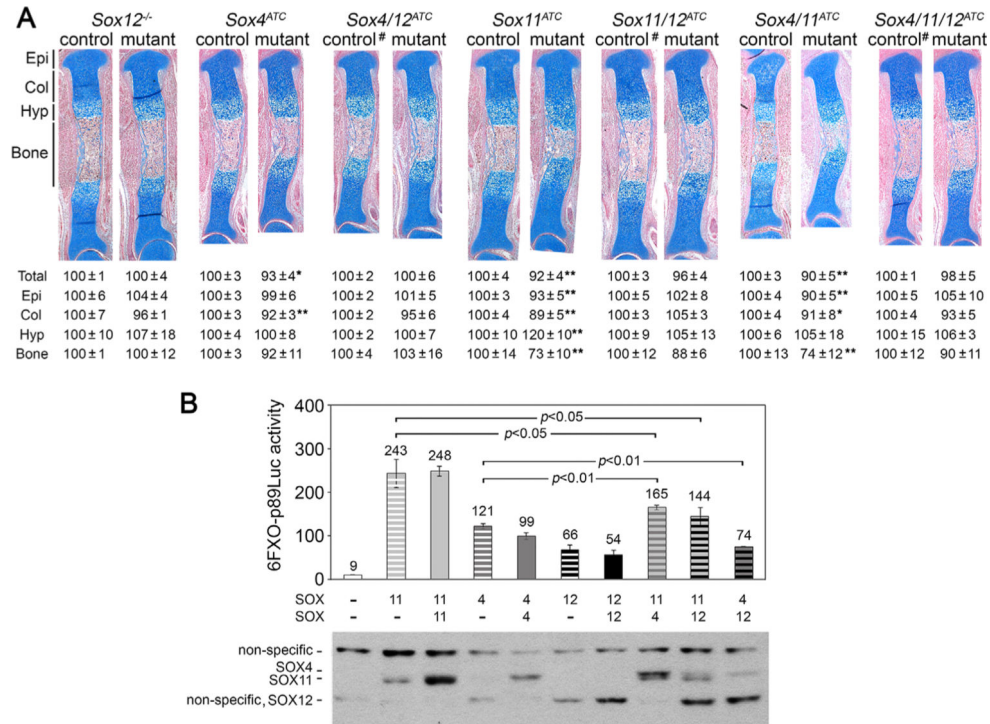 A
Sox12-/- Sox4ATC Sox4/12ATC Sox11ATC Sox11/12ATC Sox4/11ATC Sox4/11/12ATC
control mutant control mutant control# mutant control mutant control# mutant control mutant control# mutant
Epi
Col
Hyp
Bone
Total 100±1 100±4 100±3 93±4* 100±2 100±6 100±4 92±4** 100±3 96±4 100±3 90±5** 100±1 98±5
Epi 100±6 104±4 100±3 99±6 100±2 101±5 100±3 93±5** 100±5 102±8 100±4 90±5** 100±5 105±10
Col 100±7 96±1 100±3 92±3** 100±2 95±6 100±4 89±5** 100±3 105±3 100±4 91±8* 100±4 93±5
Hyp 100±10 107±18 100±4 100±8 100±2 100±7 100±10 120±10** 100±9 105±13 100±6 105±18 100±15 106±3
Bone 100±1 100±12 100±3 92±11 100±4 103±16 100±14 73±10** 100±12 88±6 100±13 74±12** 100±12 90±11
B
6FXO-p89Luc activity
400
300
200
100
0
p<0.05
p<0.05
p<0.01
p<0.01
9 243 248 121 99 66 54 165 144 74
SOX - 11 11 4 4 12 12 11 11 4
SOX - - 11 - 4 - 12 4 12 12
non-specific -
SOX4
SOX11 -
non-specific, SOX12 -